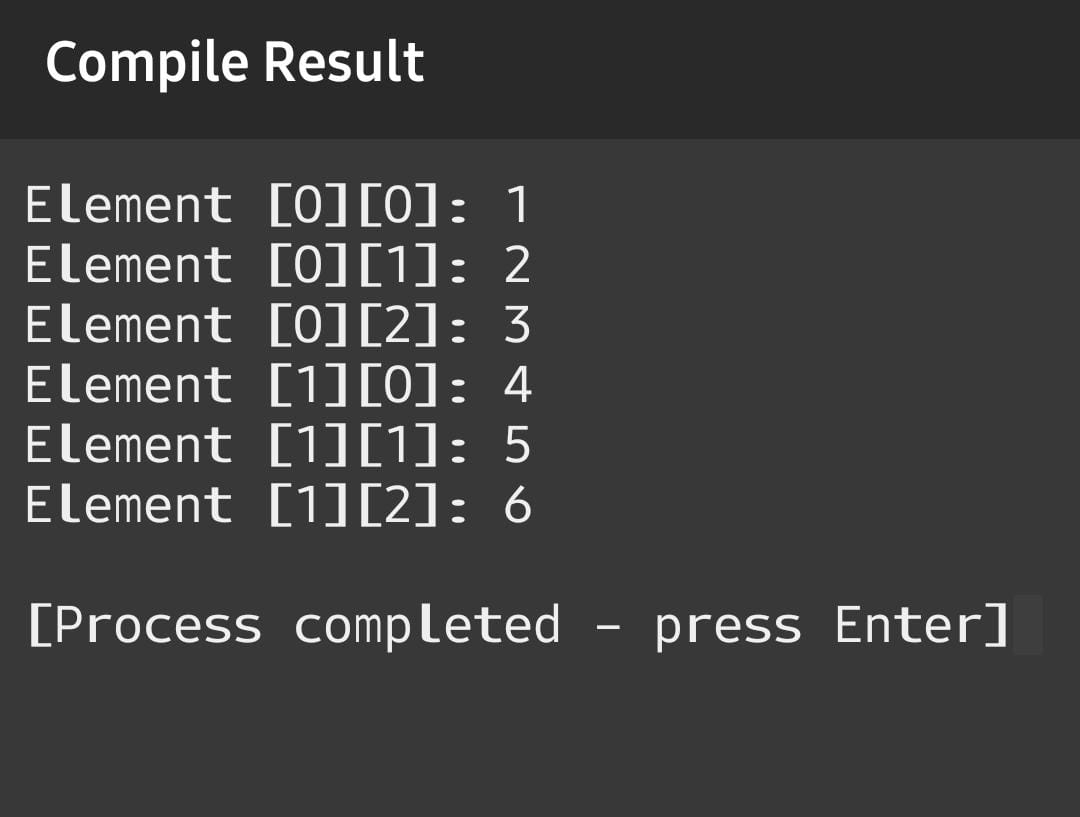 Compile Result
Element [0][0]: 1
Element [0][1]: 2
Element [0][2]: 3
Element [1][0]: 4
Element [1][1]: 5
Element [1][2]: 6
[Process completed – press Enter]